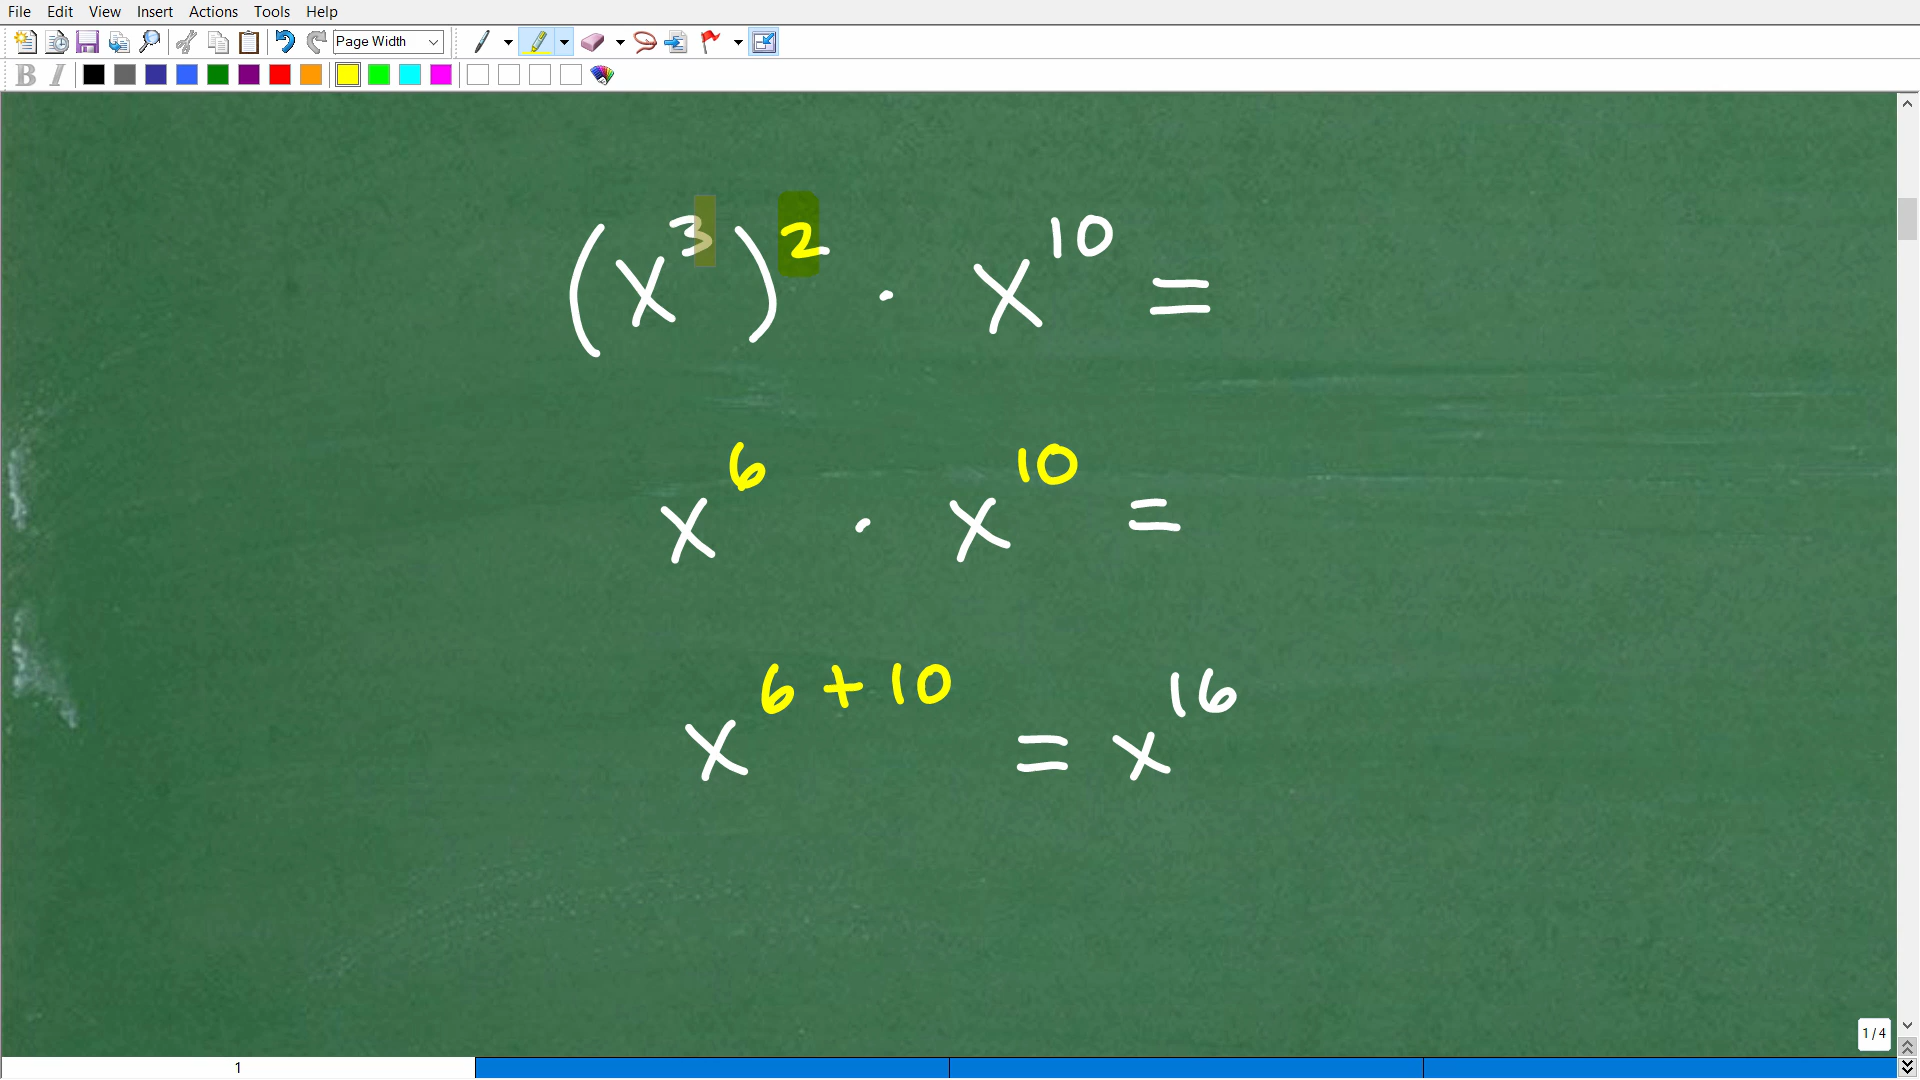 File Edit View Insert Actions Tools Help
Page Width
B I
(x³)² · x¹⁰ =
x⁶ · x¹⁰ =
x⁶⁺¹⁰ = x¹⁶
1 / 4
1